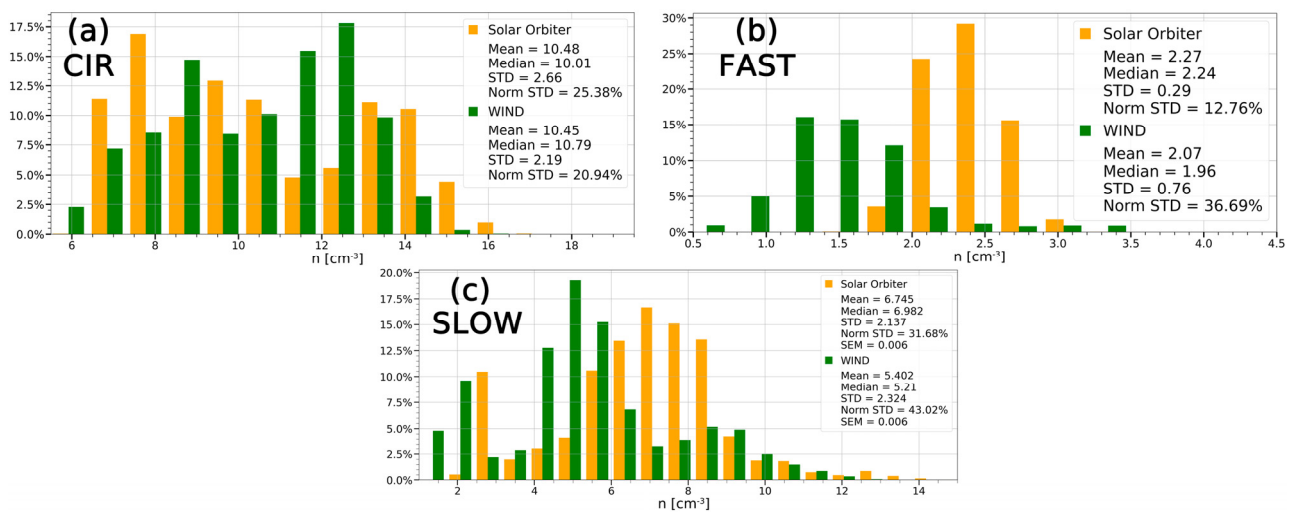 (a)
CIR
17.5%
15.0%
12.5%
10.0%
7.5%
5.0%
2.5%
0.0%
6 8 10 12 14 16 18
n [cm⁻³]
Solar Orbiter
Mean = 10.48
Median = 10.01
STD = 2.66
Norm STD = 25.38%
WIND
Mean = 10.45
Median = 10.79
STD = 2.19
Norm STD = 20.94%
(b)
FAST
30%
25%
20%
15%
10%
5%
0%
0.5 1.0 1.5 2.0 2.5 3.0 3.5 4.0 4.5
n [cm⁻³]
Solar Orbiter
Mean = 2.27
Median = 2.24
STD = 0.29
Norm STD = 12.76%
WIND
Mean = 2.07
Median = 1.96
STD = 0.76
Norm STD = 36.69%
(c)
SLOW
20.0%
17.5%
15.0%
12.5%
10.0%
7.5%
5.0%
2.5%
0.0%
2 4 6 8 10 12 14
n [cm⁻³]
Solar Orbiter
Mean = 6.745
Median = 6.982
STD = 2.137
Norm STD = 31.68%
SEM = 0.006
WIND
Mean = 5.402
Median = 5.21
STD = 2.324
Norm STD = 43.02%
SEM = 0.006